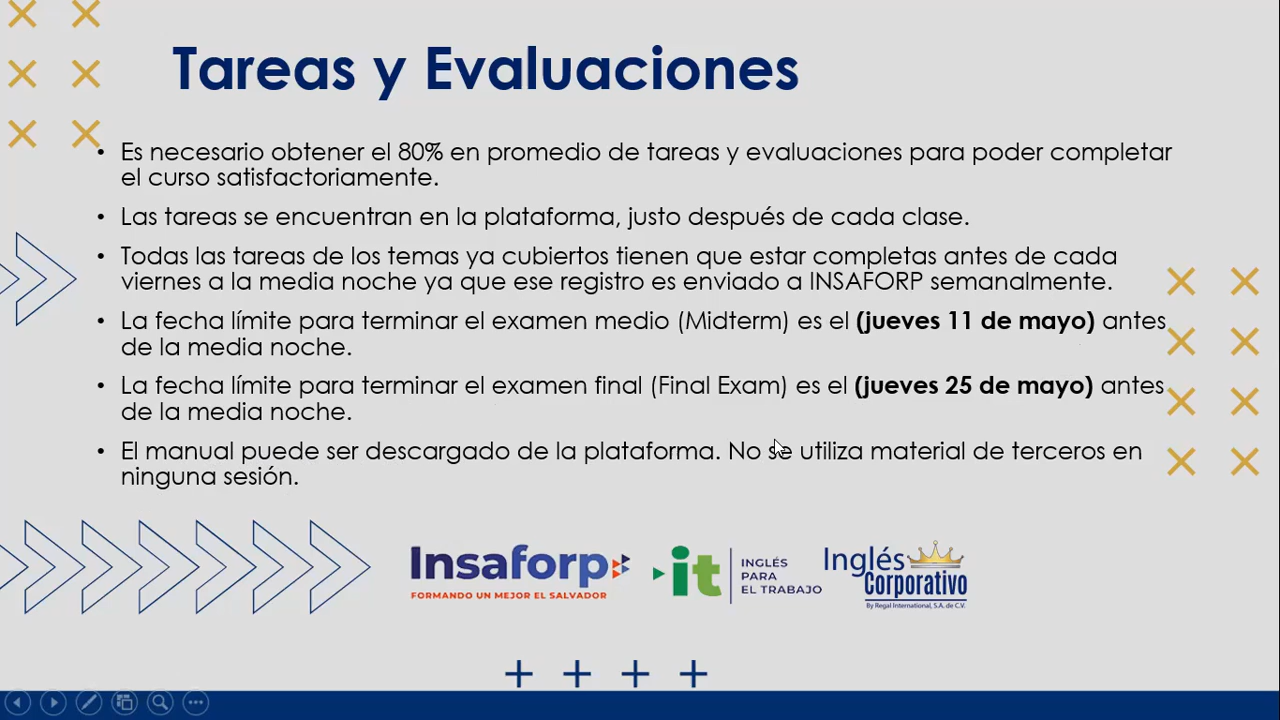 Tareas y Evaluaciones
• Es necesario obtener el 80% en promedio de tareas y evaluaciones para poder completar
el curso satisfactoriamente.
• Las tareas se encuentran en la plataforma, justo después de cada clase.
• Todas las tareas de los temas ya cubiertos tienen que estar completas antes de cada
viernes a la media noche ya que ese registro es enviado a INSAFORP semanalmente.
• La fecha límite para terminar el examen medio (Midterm) es el (jueves 11 de mayo) antes
de la media noche.
• La fecha límite para terminar el examen final (Final Exam) es el (jueves 25 de mayo) antes
de la media noche.
• El manual puede ser descargado de la plataforma. No se utiliza material de terceros en
ninguna sesión.
Insaforp
FORMANDO UN MEJOR EL SALVADOR
it
INGLÉS
PARA
EL TRABAJO
Inglés
Corporativo
By Regal International, S.A. de C.V.